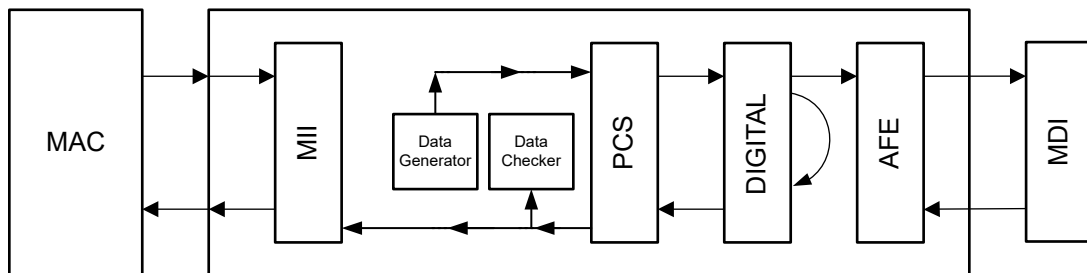 MAC
MII
Data
Generator
Data
Checker
PCS
DIGITAL
AFE
MDI